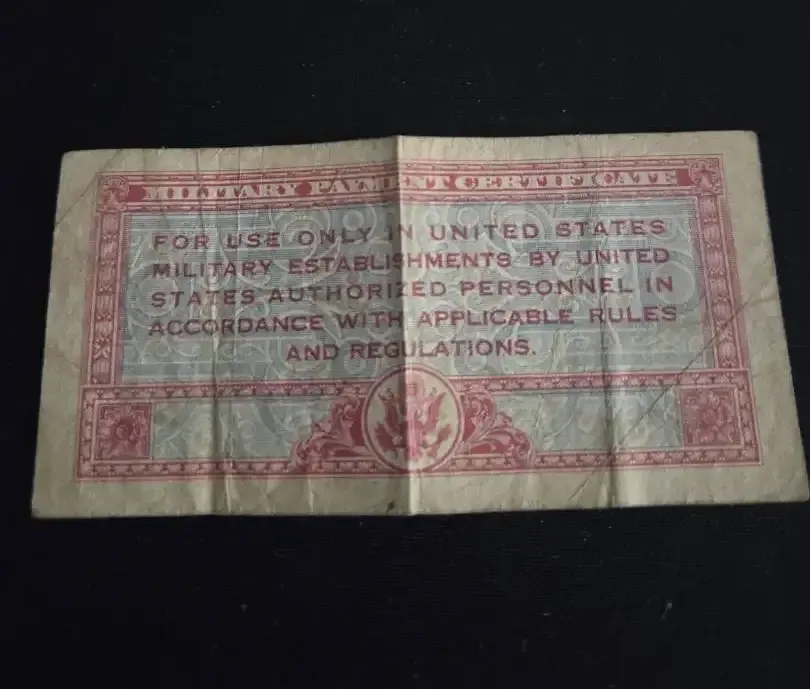 MILITARY PAYMENT CERTIFICATE
FOR USE ONLY IN UNITED STATES
MILITARY ESTABLISHMENTS BY UNITED
STATES AUTHORIZED PERSONNEL IN
ACCORDANCE WITH APPLICABLE RULES
AND REGULATIONS.